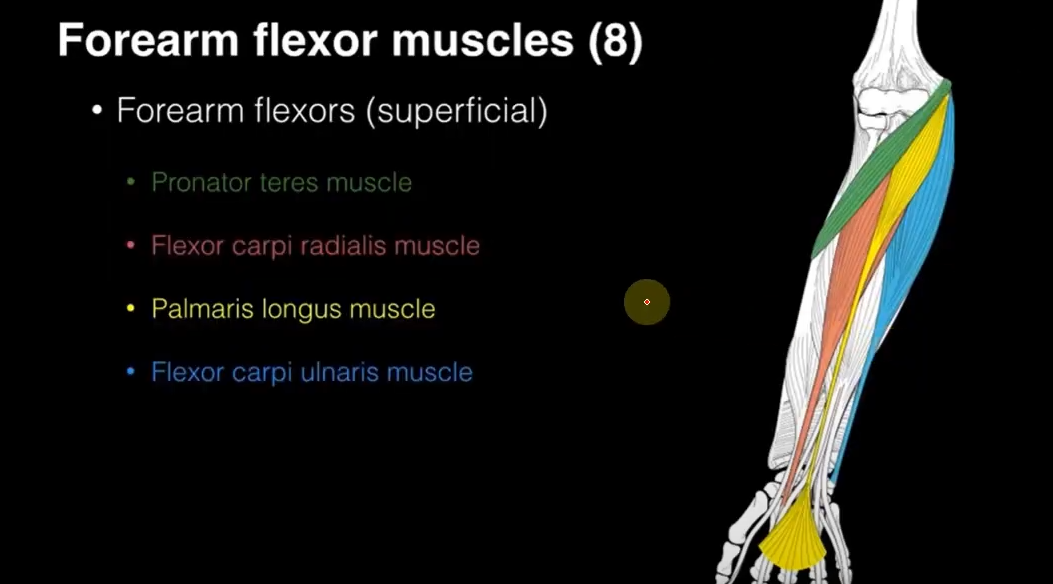 Forearm flexor muscles (8)
• Forearm flexors (superficial)
• Pronator teres muscle
• Flexor carpi radialis muscle
• Palmaris longus muscle
• Flexor carpi ulnaris muscle